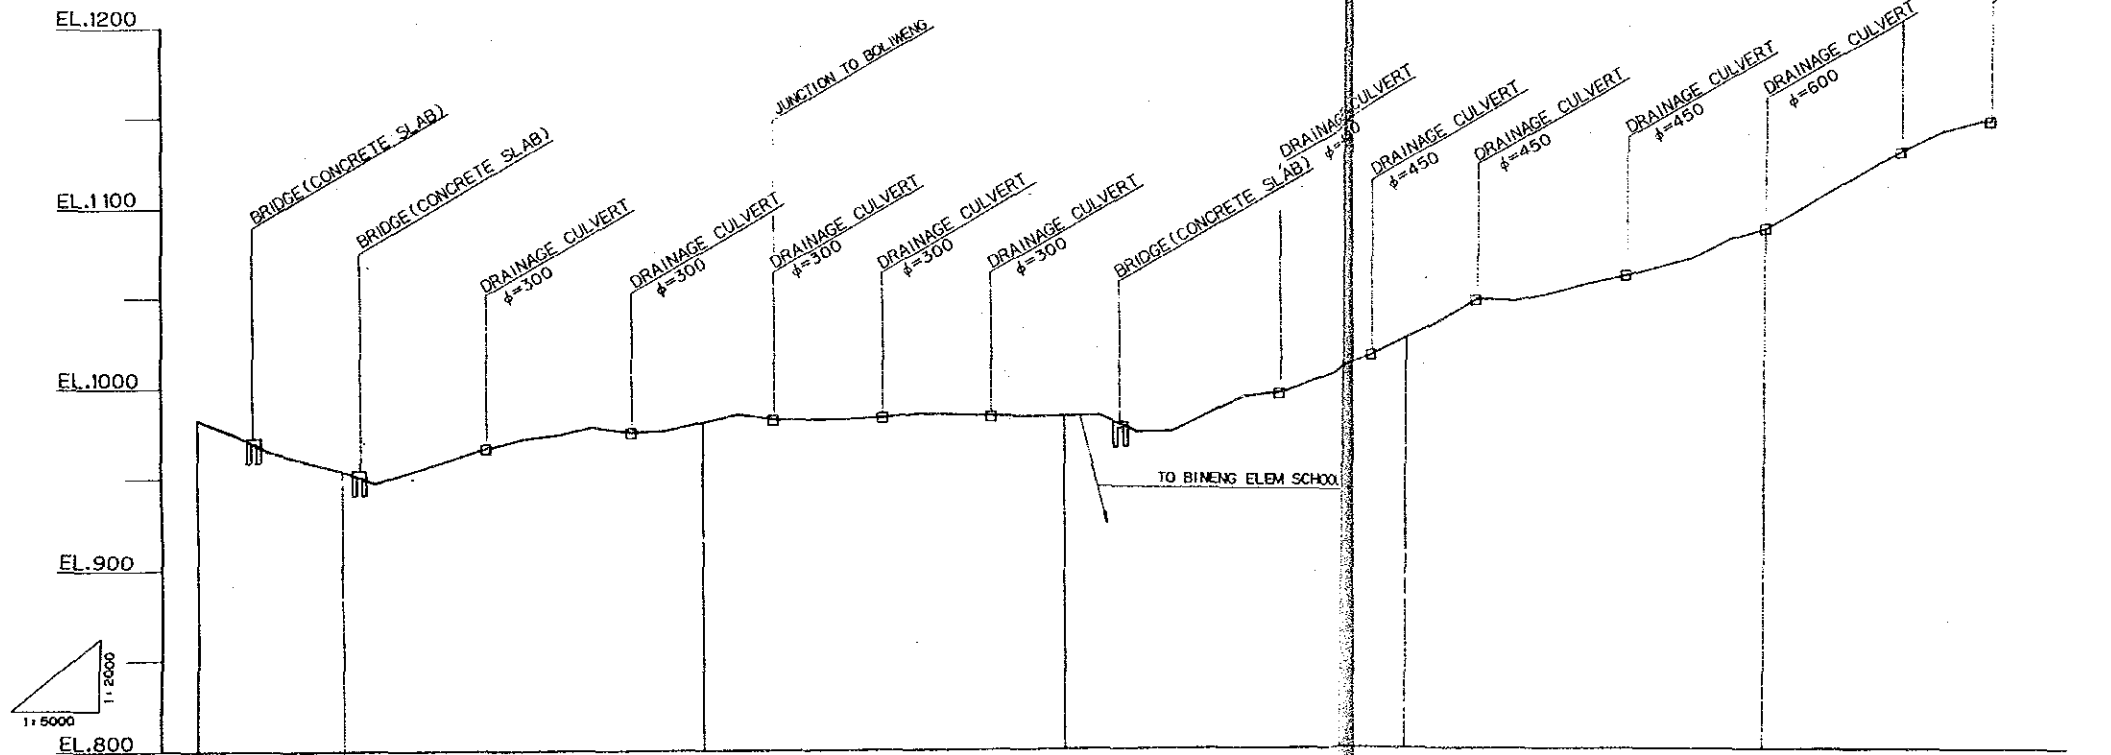 EL.1200
EL.1100
EL.1000
EL.900
EL.800
1:2000
1:5000
BRIDGE(CONCRETE SLAB)
BRIDGE(CONCRETE SLAB)
DRAINAGE CULVERT
φ=300
DRAINAGE CULVERT
φ=300
JUNCTION TO BOLIWENG
DRAINAGE CULVERT
φ=300
DRAINAGE CULVERT
φ=300
DRAINAGE CULVERT
φ=300
BRIDGE(CONCRETE SLAB)
TO BINENG ELEM SCHOOL
DRAINAGE CULVERT
DRAINAGE CULVERT
φ=450
DRAINAGE CULVERT
φ=450
DRAINAGE CULVERT
φ=450
DRAINAGE CULVERT
φ=600